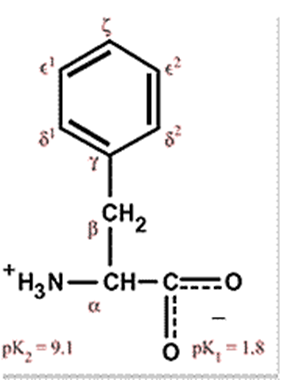 ζ
ϵ¹ ϵ²
δ¹ δ²
γ
β CH₂
⁺H₃N CH C O
α −
pK₂ = 9.1 O pK₁ = 1.8